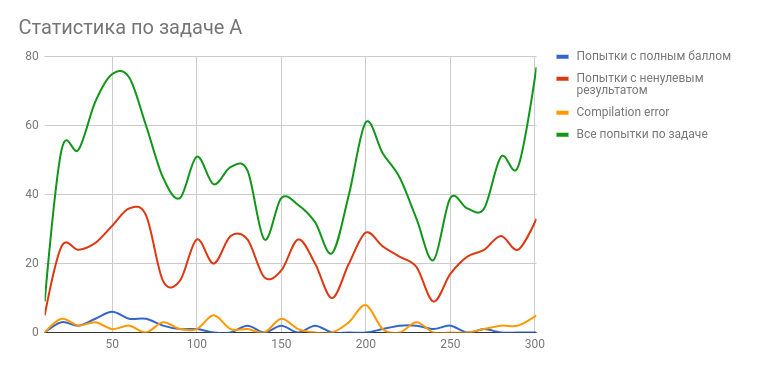 Статистика по задаче A
80
60
40
20
0
50
100
150
200
250
300
Попытки с полным баллом
Попытки с ненулевым
результатом
Compilation error
Все попытки по задаче